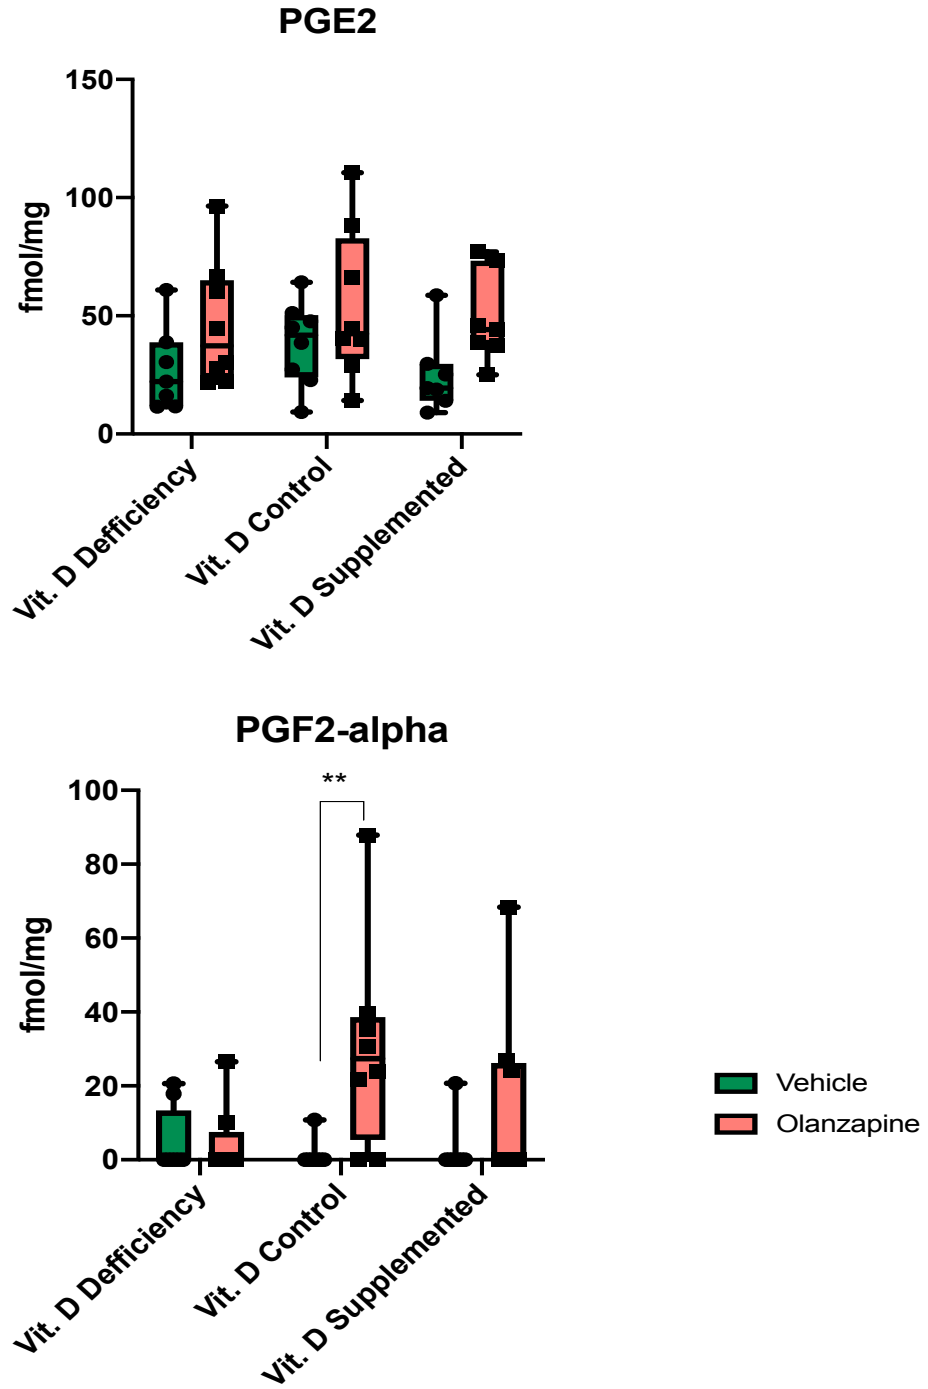 PGE2
150
100
50
0
fmol/mg
Vit. D Defficiency
Vit. D Control
Vit. D Supplemented
PGF2-alpha
**
100
80
60
40
20
0
fmol/mg
Vit. D Defficiency
Vit. D Control
Vit. D Supplemented
Vehicle
Olanzapine